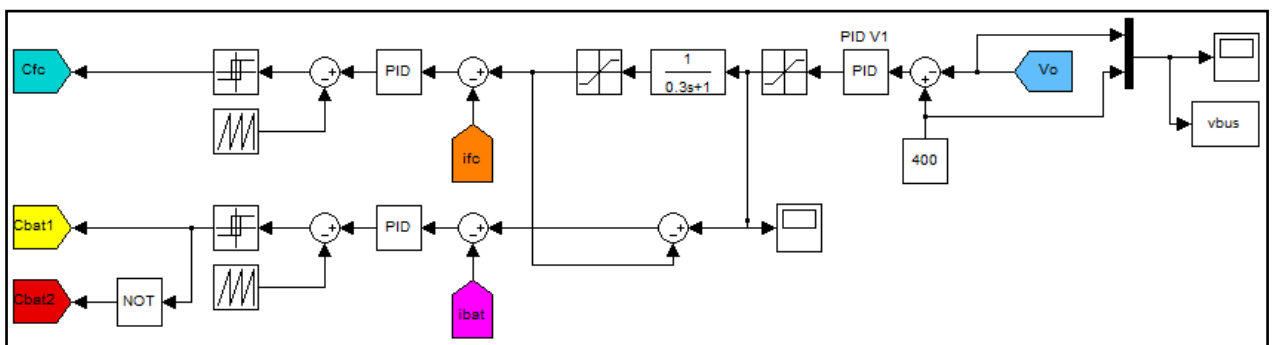 PID V1
Cfc
PID
1
0.3s+1
PID
Vo
vbus
ifc
400
Cbat1
PID
Cbat2
NOT
ibat